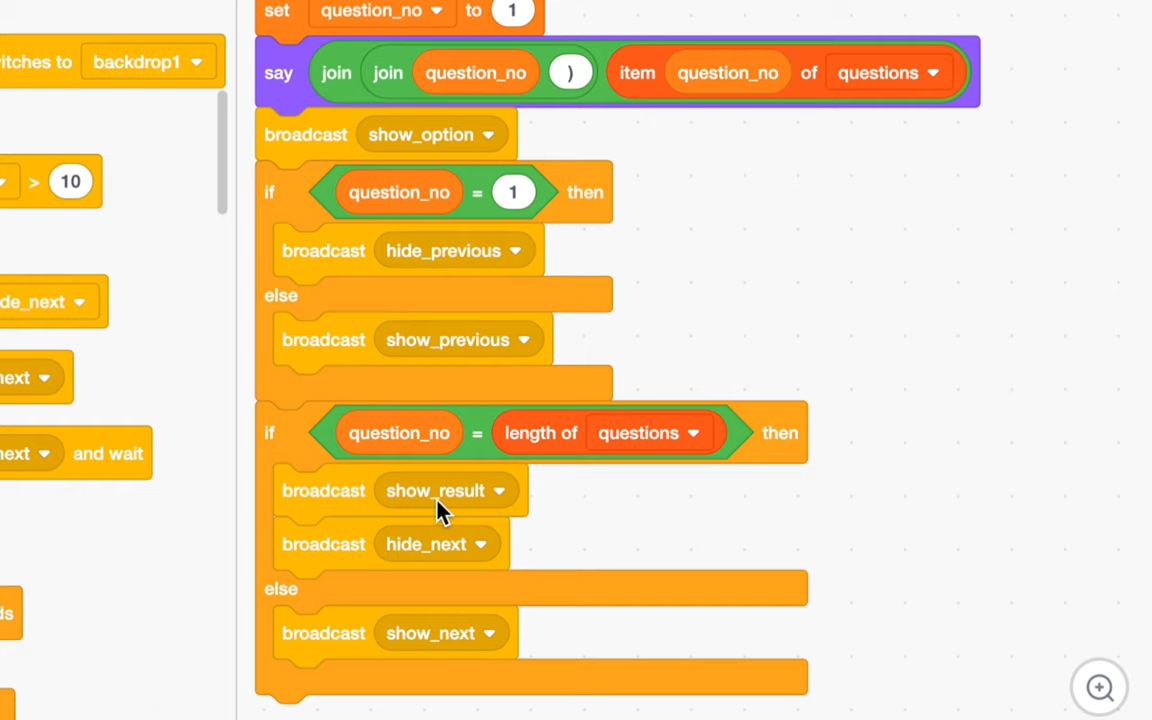 set question_no to 1
itches to backdrop1
say join join question_no ) item question_no of questions
broadcast show_option
> 10
if question_no = 1 then
broadcast hide_previous
de_next
else
broadcast show_previous
next
if question_no = length of questions then
next and wait
broadcast show_result
broadcast hide_next
else
ds
broadcast show_next